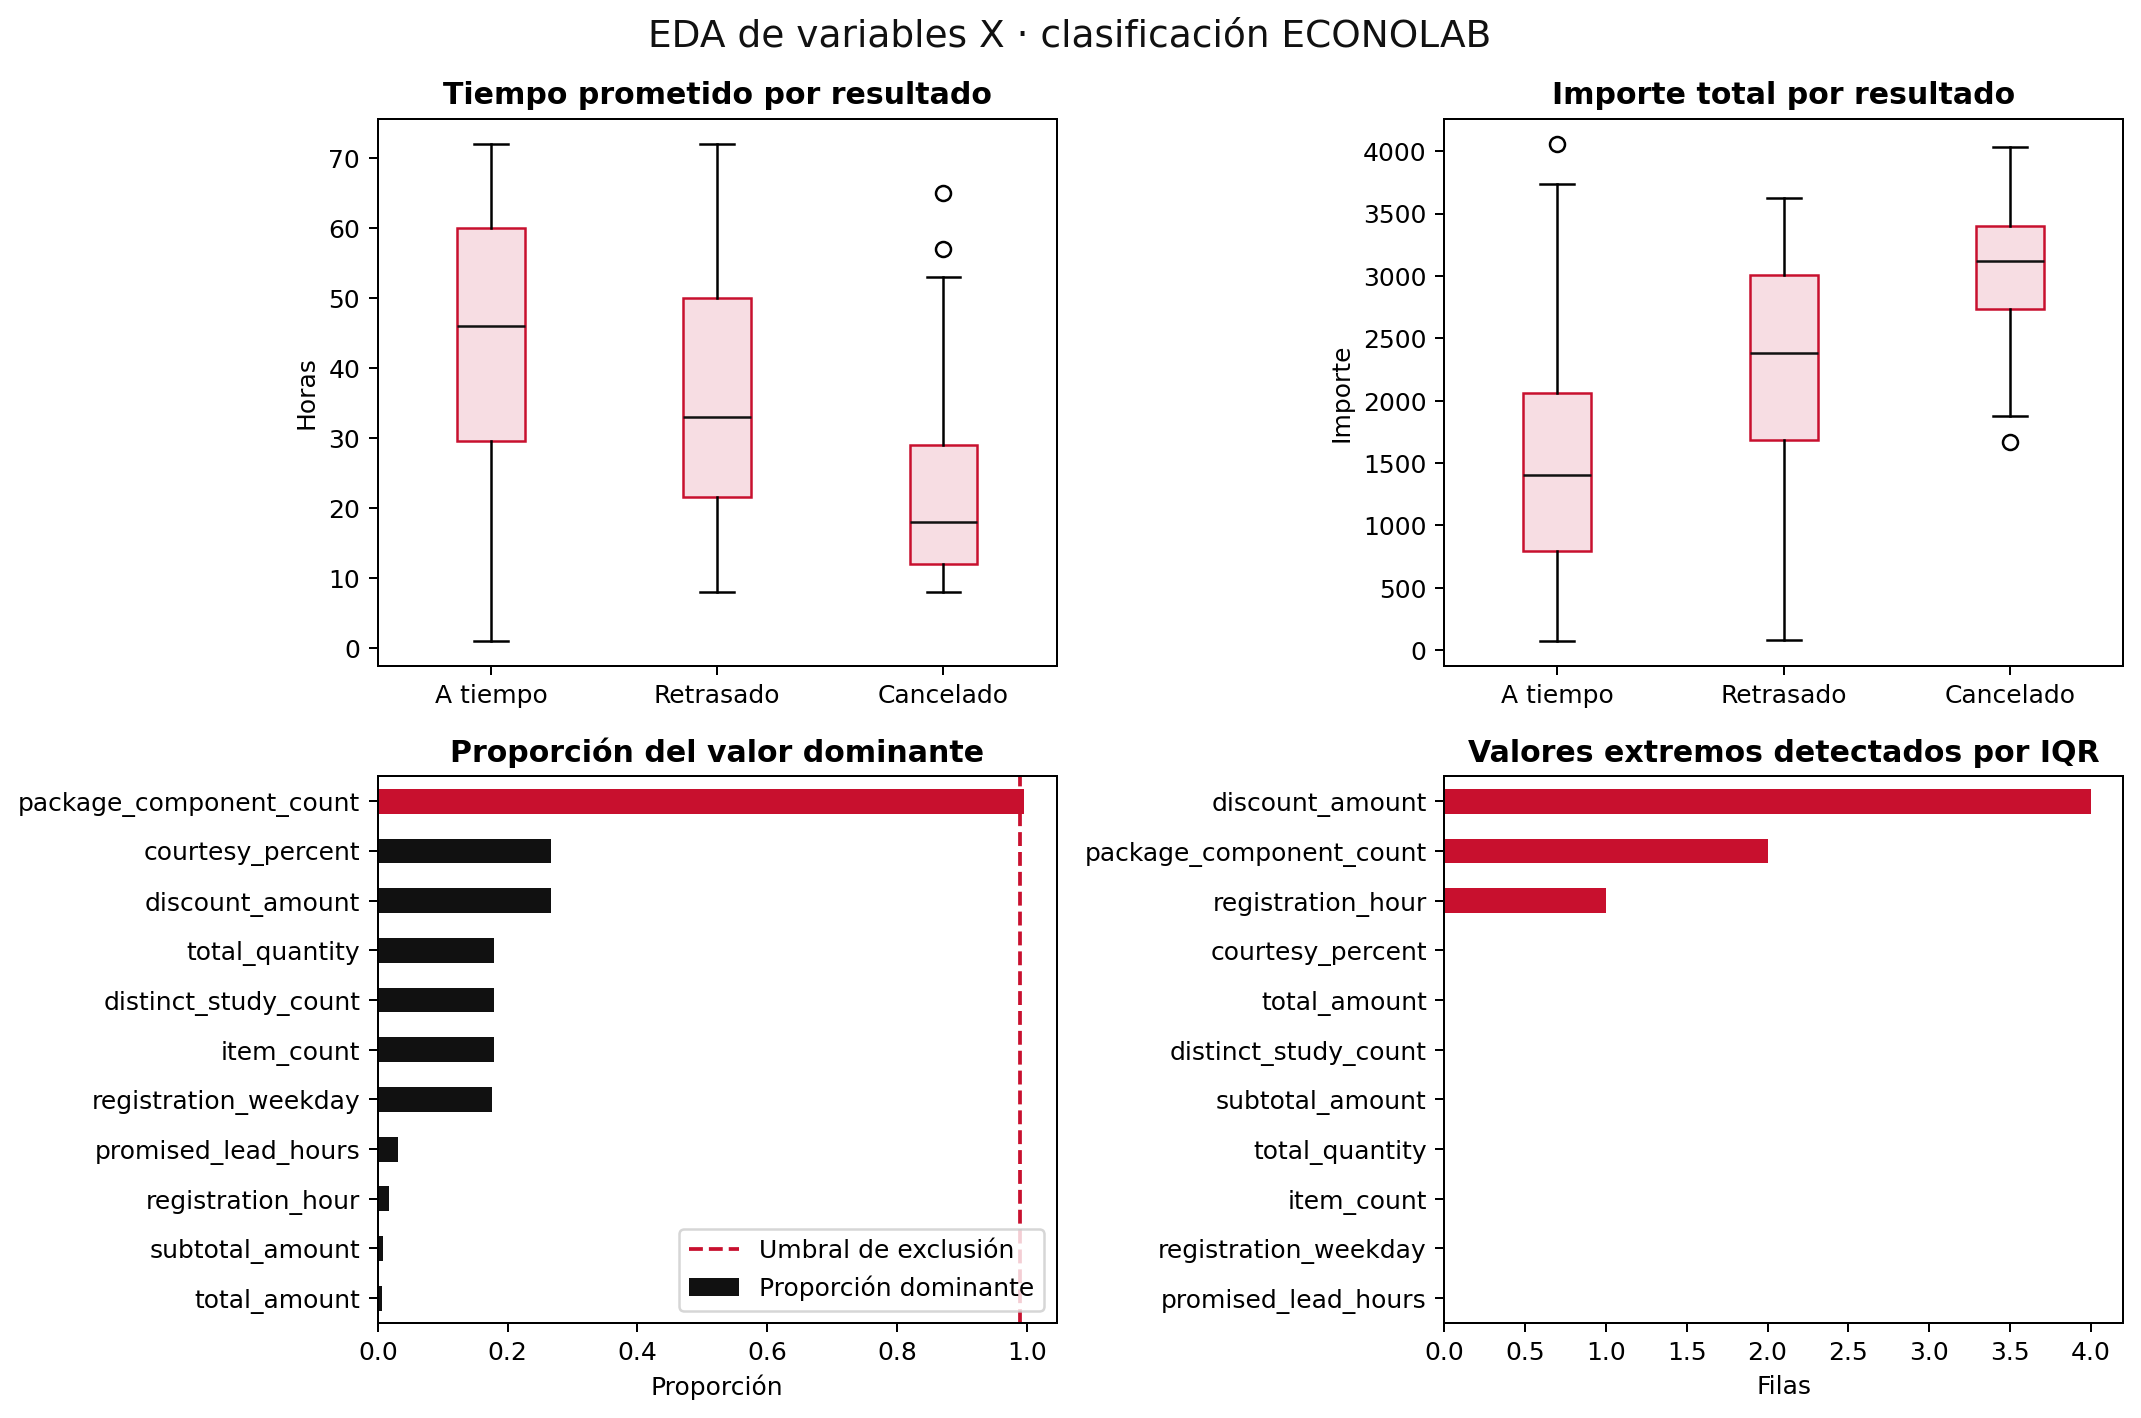 EDA de variables X · clasificación ECONOLAB
Tiempo prometido por resultado
Horas
70
60
50
40
30
20
10
0
A tiempo
Retrasado
Cancelado
Importe total por resultado
Importe
4000
3500
3000
2500
2000
1500
1000
500
0
A tiempo
Retrasado
Cancelado
Proporción del valor dominante
package_component_count
courtesy_percent
discount_amount
total_quantity
distinct_study_count
item_count
registration_weekday
promised_lead_hours
registration_hour
subtotal_amount
total_amount
Umbral de exclusión
Proporción dominante
0.0 0.2 0.4 0.6 0.8 1.0
Proporción
Valores extremos detectados por IQR
discount_amount
package_component_count
registration_hour
courtesy_percent
total_amount
distinct_study_count
subtotal_amount
total_quantity
item_count
registration_weekday
promised_lead_hours
0.0 0.5 1.0 1.5 2.0 2.5 3.0 3.5 4.0
Filas